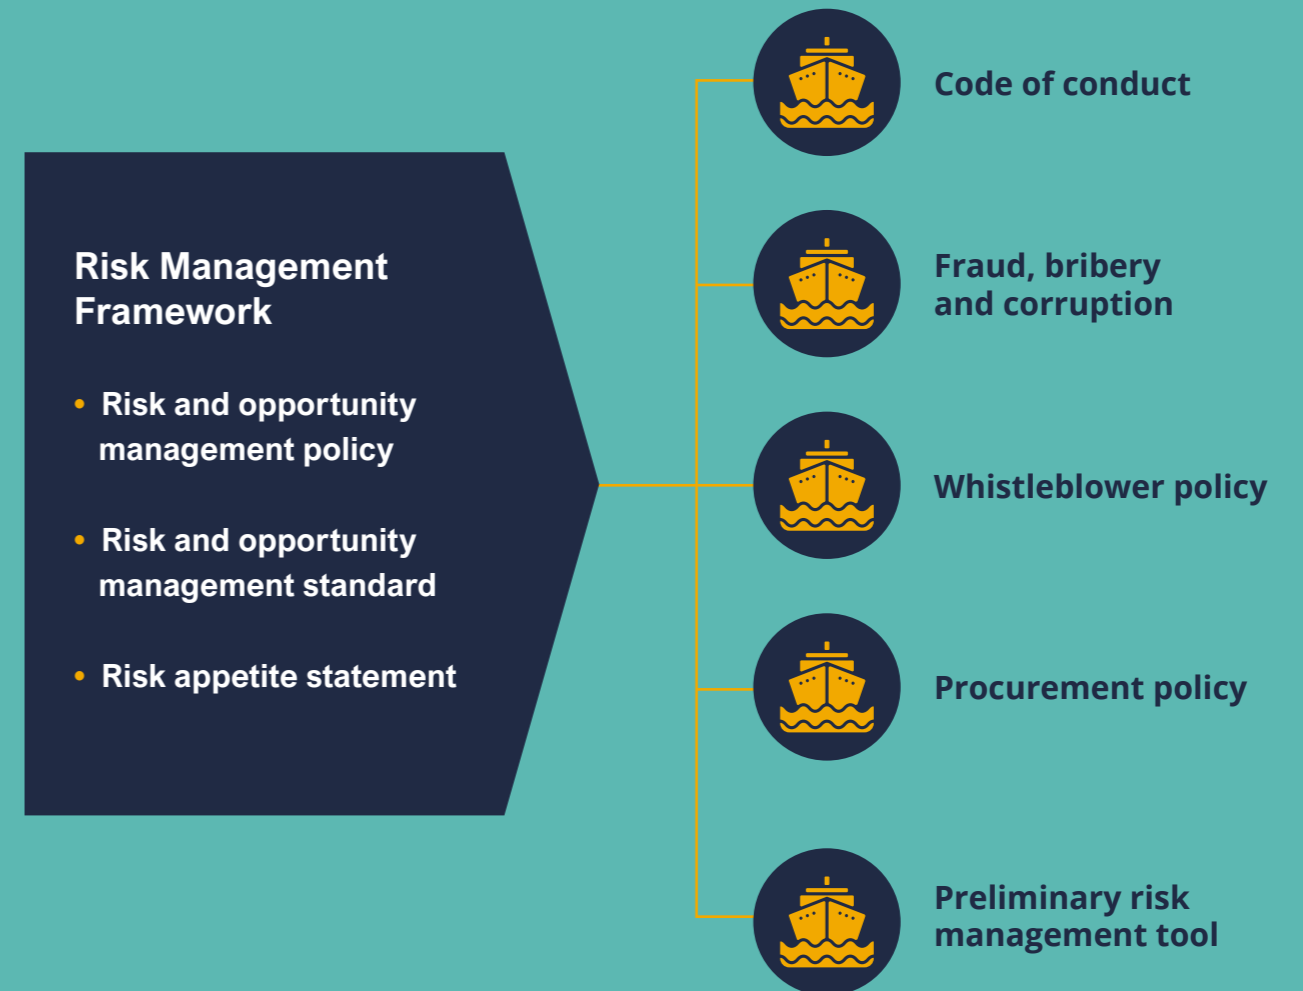 Risk Management
Framework
• Risk and opportunity
management policy
• Risk and opportunity
management standard
• Risk appetite statement
Code of conduct
Fraud, bribery
and corruption
Whistleblower policy
Procurement policy
Preliminary risk
management tool